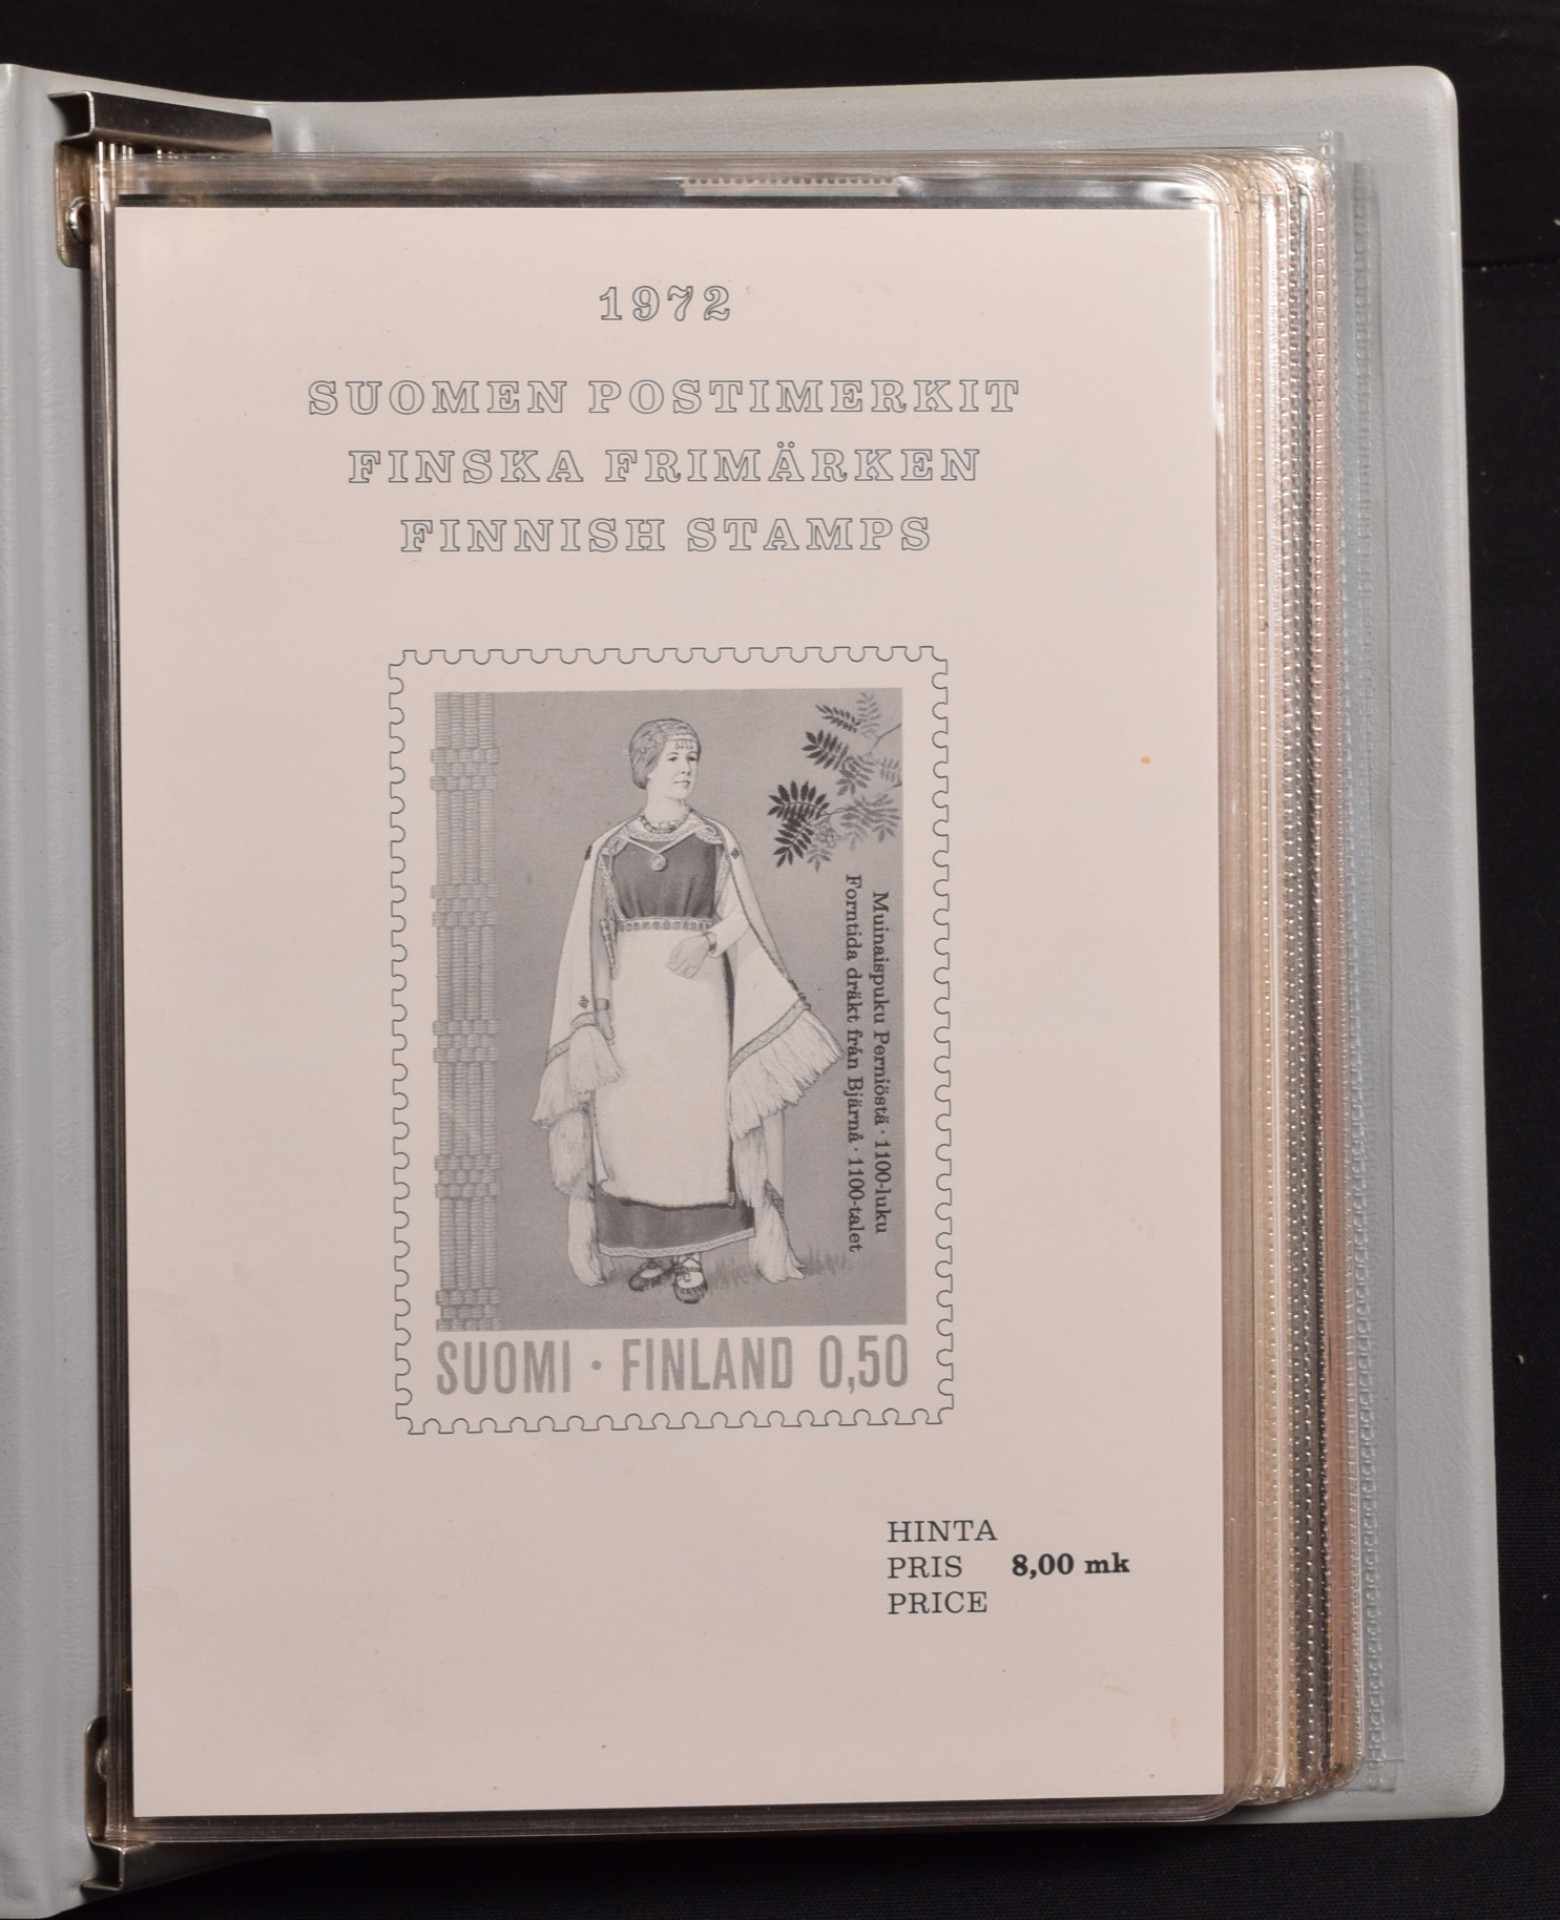 1972
SUOMEN POSTIMERKIT
FINSKA FRIMÄRKEN
FINNISH STAMPS
Muinaispuku Perniöstä · 1100-luku
Forntida dräkt från Bjärnå · 1100-talet
SUOMI · FINLAND 0,50
HINTA
PRIS 8,00 mk
PRICE